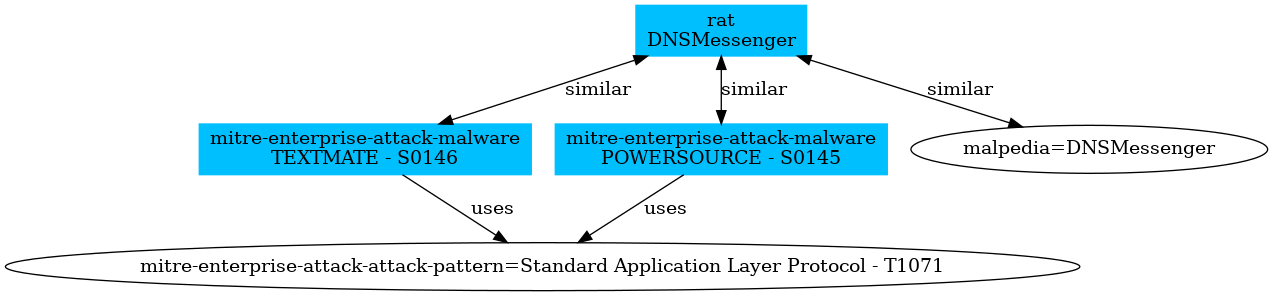 rat
DNSMessenger
similar
similar
similar
mitre-enterprise-attack-malware
TEXTMATE - S0146
mitre-enterprise-attack-malware
POWERSOURCE - S0145
malpedia=DNSMessenger
uses
uses
mitre-enterprise-attack-attack-pattern=Standard Application Layer Protocol - T1071